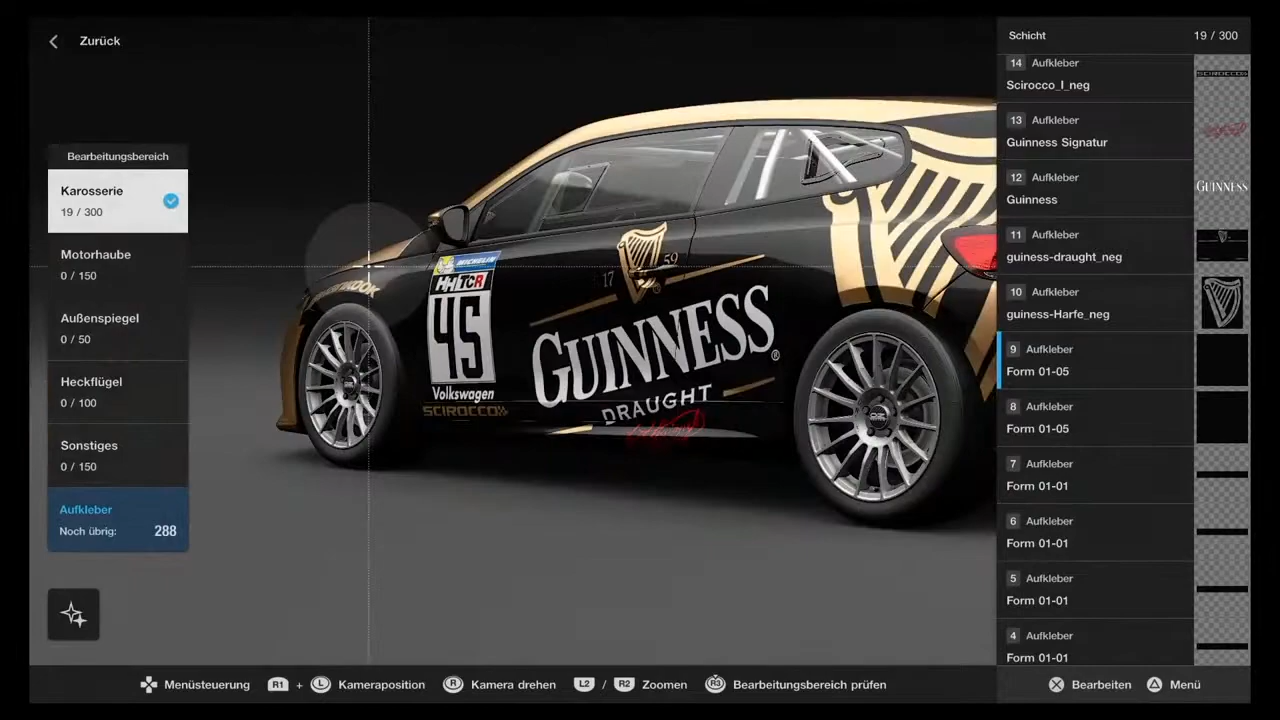 Zurück
Bearbeitungsbereich
Karosserie
19 / 300
Motorhaube
0 / 150
Außenspiegel
0 / 50
Heckflügel
0 / 100
Sonstiges
0 / 150
Aufkleber
Noch übrig: 288
MICHELIN
TCR
45
Volkswagen
SCIROCCO
17 59
GUINNESS
®
DRAUGHT
Schicht 19 / 300
14 Aufkleber
Scirocco_I_neg
SCIROCCO
13 Aufkleber
Guinness Signatur
12 Aufkleber
Guinness
GUINNESS
11 Aufkleber
guiness-draught_neg
10 Aufkleber
guiness-Harfe_neg
9 Aufkleber
Form 01-05
8 Aufkleber
Form 01-05
7 Aufkleber
Form 01-01
6 Aufkleber
Form 01-01
5 Aufkleber
Form 01-01
4 Aufkleber
Form 01-01
Menüsteuerung R1 + L Kameraposition R Kamera drehen L2 / R2 Zoomen R3 Bearbeitungsbereich prüfen Bearbeiten Menü